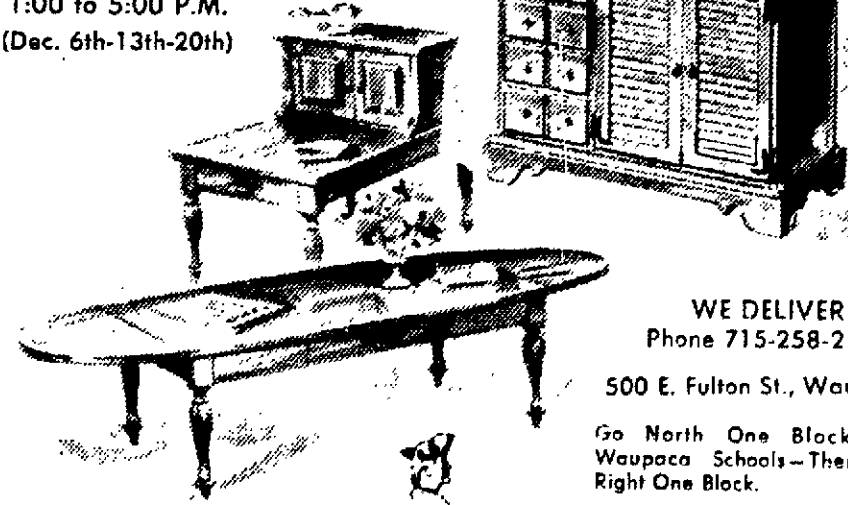 1:00 to 5:00 P.M.
(Dec. 6th-13th-20th)
WE DELIVER
Phone 715-258-2
500 E. Fulton St., Wau
Go North One Block
Waupaca Schools—Then
Right One Block.